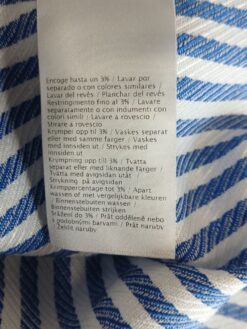 Encoge hasta un 3% / Lavar por
separado o con colores similares /
Lavar del revés / Planchar del revés
Restringimento fino al 3% / Lavare
separatamente o con indumenti con
colori simili / Lavare a rovescio /
Stirare a rovescio
Krymper opp til 3% / Vaskes separat
eller med samme farger / Vaskes
med innsiden ut / Strykes med
innsiden ut
Krympning upp till 3% / Tvätta
separat eller med liknande färger /
Tvätta med avigsidan utåt /
Strykning på avigsidan
krimppercentage tot 3% / Apart
wassen of met vergelijkbare kleuren
/ Binnenstebuiten wassen /
Binnenstebuiten strijken
Sražení do 3% / Prát odděleně nebo
s podobnými barvami / Prát naruby
/ Žehlit naruby